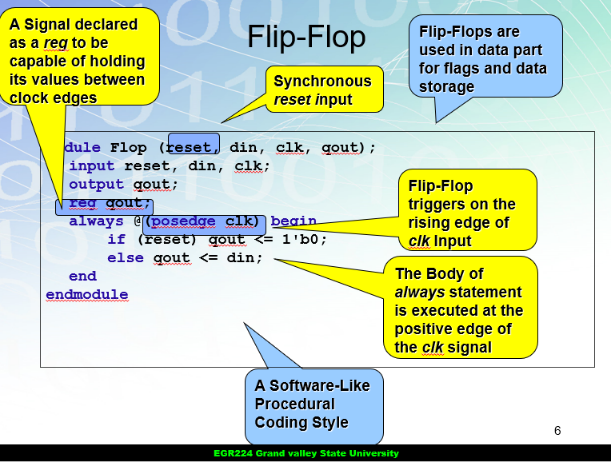 A Signal declared
as a reg to be
capable of holding
its values between
clock edges
Flip-Flop
Flip-Flops are
used in data part
for flags and data
storage
Synchronous
reset input
dule Flop (reset, din, clk, qout);
input reset, din, clk;
output qout;
reg qout;
always @(posedge clk) begin
if (reset) qout <= 1'b0;
else qout <= din;
end
endmodule
Flip-Flop
triggers on the
rising edge of
clk Input
The Body of
always statement
is executed at the
positive edge of
the clk signal
A Software-Like
Procedural
Coding Style
6
EGR224 Grand valley State University